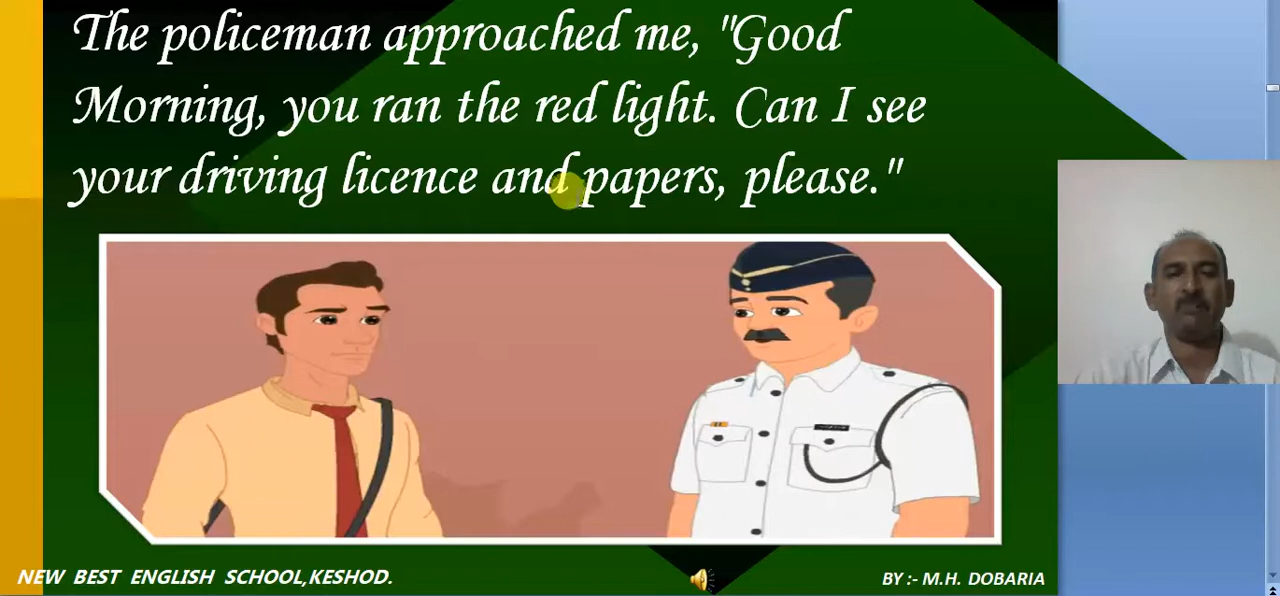 The policeman approached me, "Good
Morning, you ran the red light. Can I see
your driving licence and papers, please."
NEW BEST ENGLISH SCHOOL,KESHOD.
BY :- M.H. DOBARIA